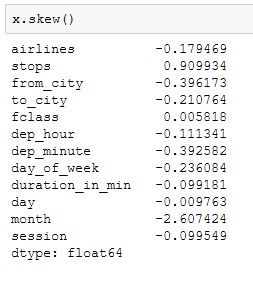 x.skew()
airlines -0.179469
stops 0.909934
from_city -0.396173
to_city -0.210764
fclass 0.005818
dep_hour -0.111341
dep_minute -0.392582
day_of_week -0.236084
duration_in_min -0.099181
day -0.009763
month -2.607424
session -0.099549
dtype: float64